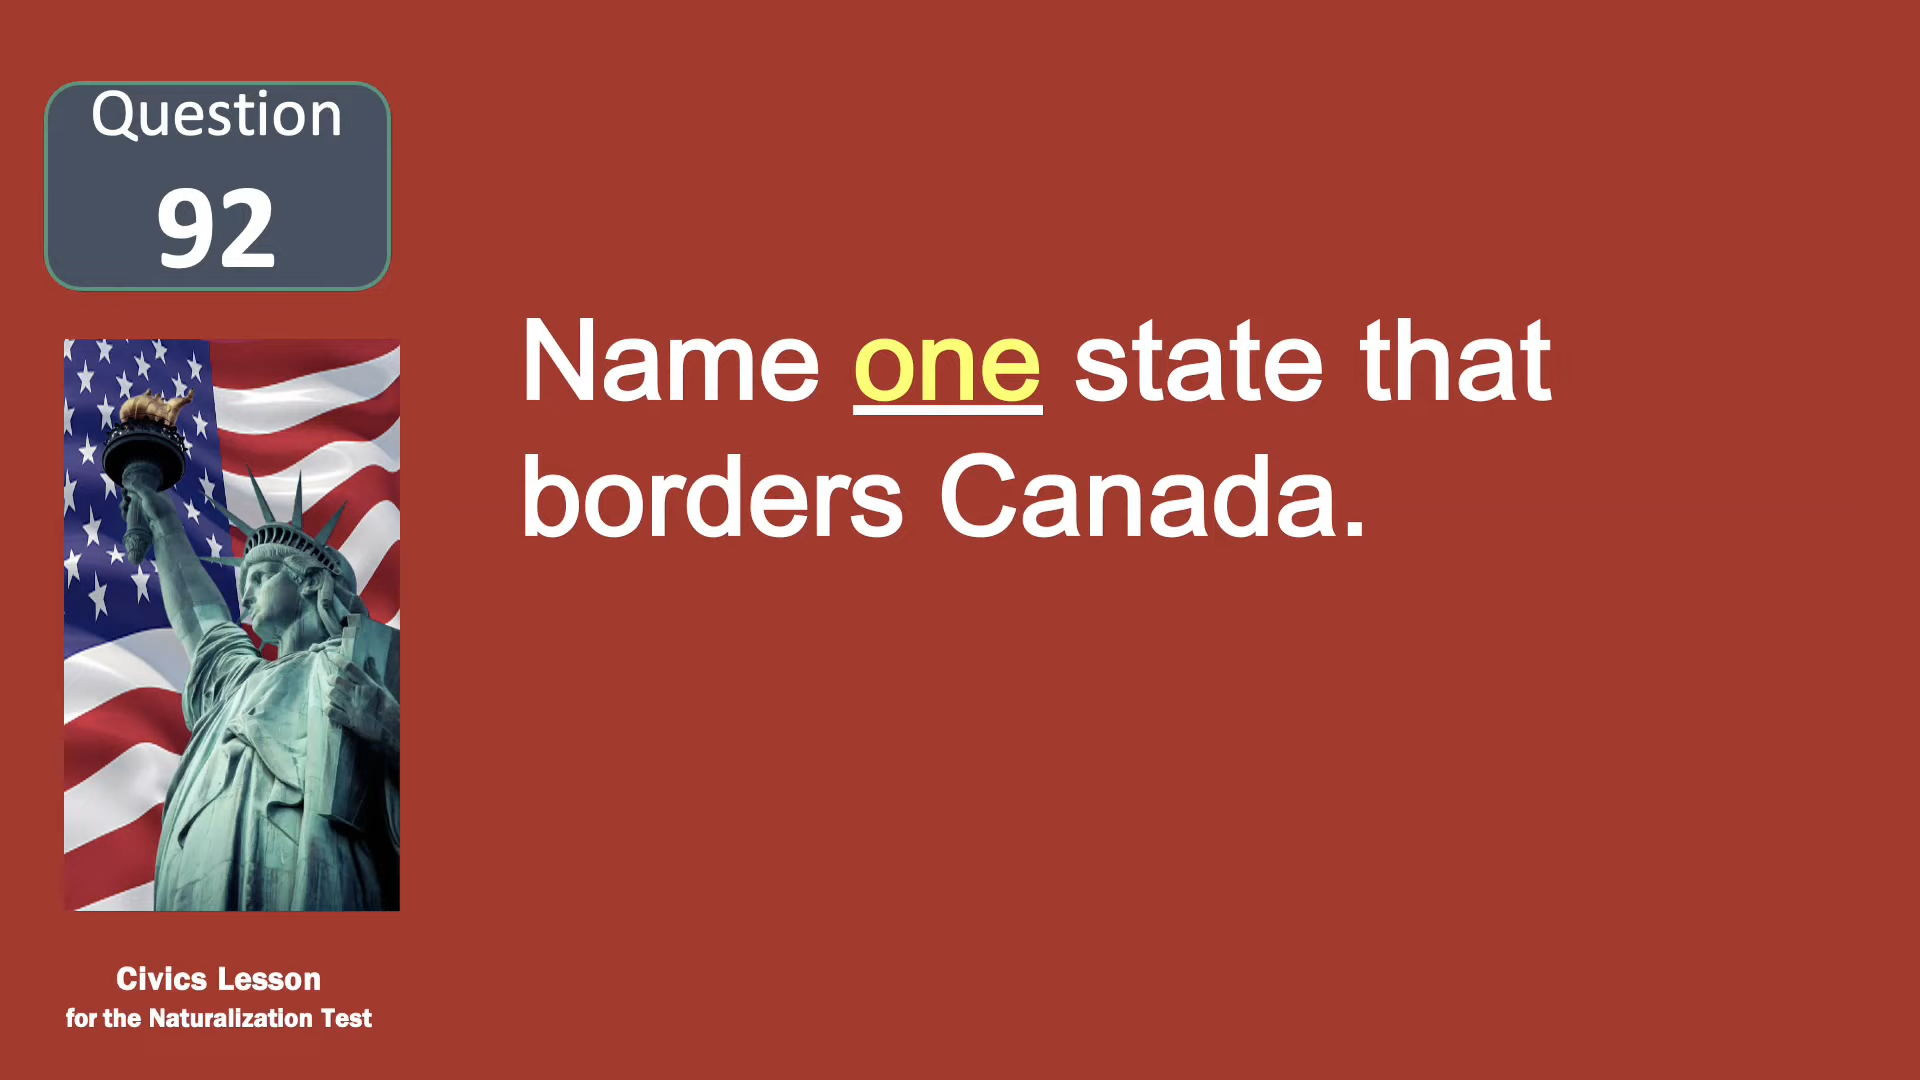 Question
92
Name one state that
borders Canada.
Civics Lesson
for the Naturalization Test